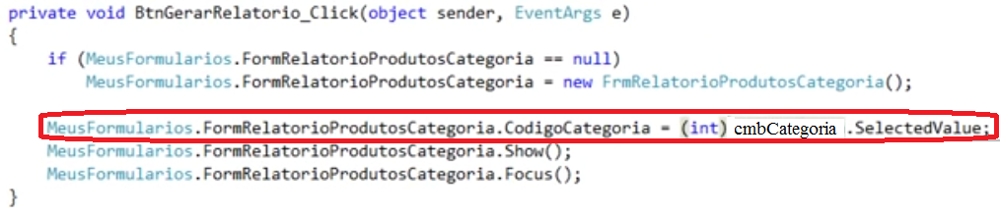 private void BtnGerarRelatorio_Click(object sender, EventArgs e)
{
    if (MeusFormularios.FormRelatorioProdutosCategoria == null)
        MeusFormularios.FormRelatorioProdutosCategoria = new FrmRelatorioProdutosCategoria();
    MeusFormularios.FormRelatorioProdutosCategoria.CodigoCategoria = (int) cmbCategoria .SelectedValue;
    MeusFormularios.FormRelatorioProdutosCategoria.Show();
    MeusFormularios.FormRelatorioProdutosCategoria.Focus();
}